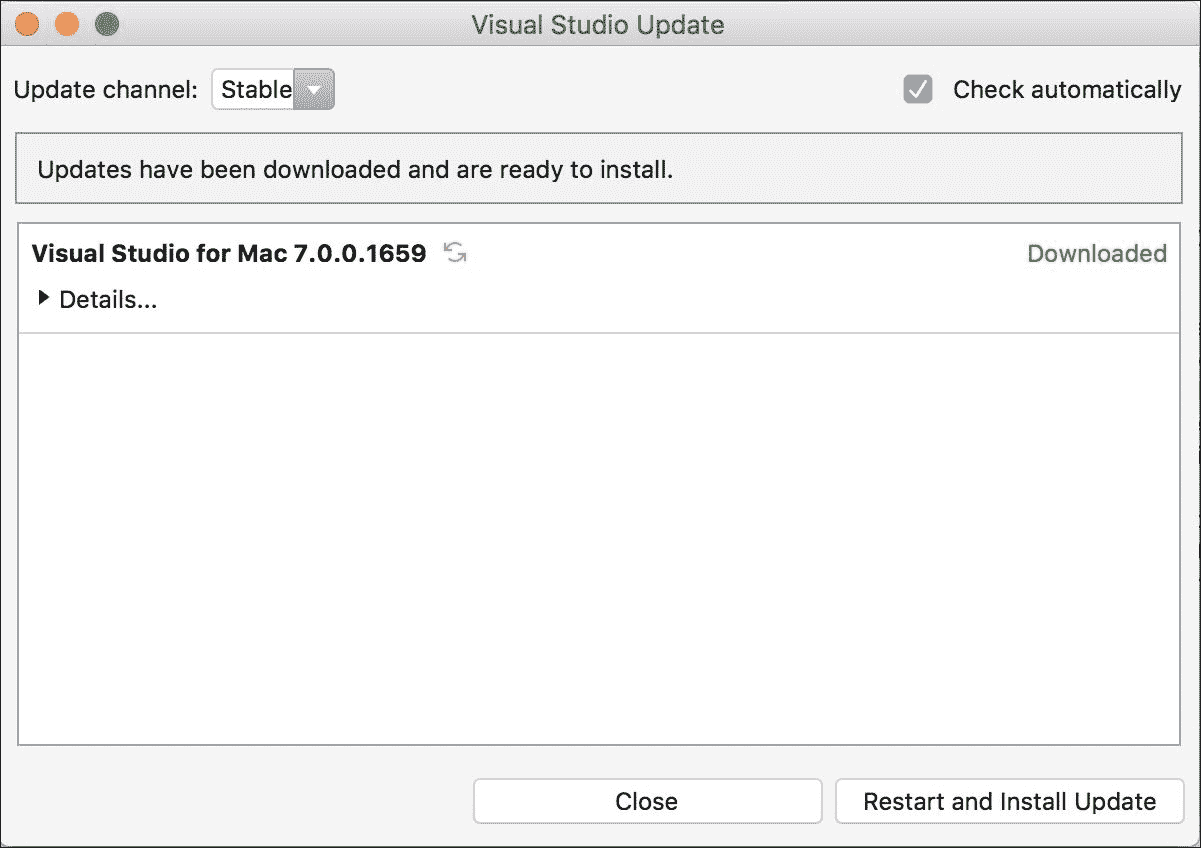 Visual Studio Update
Update channel: Stable Check automatically
Updates have been downloaded and are ready to install.
Visual Studio for Mac 7.0.0.1659 Downloaded
Details...
Close Restart and Install Update